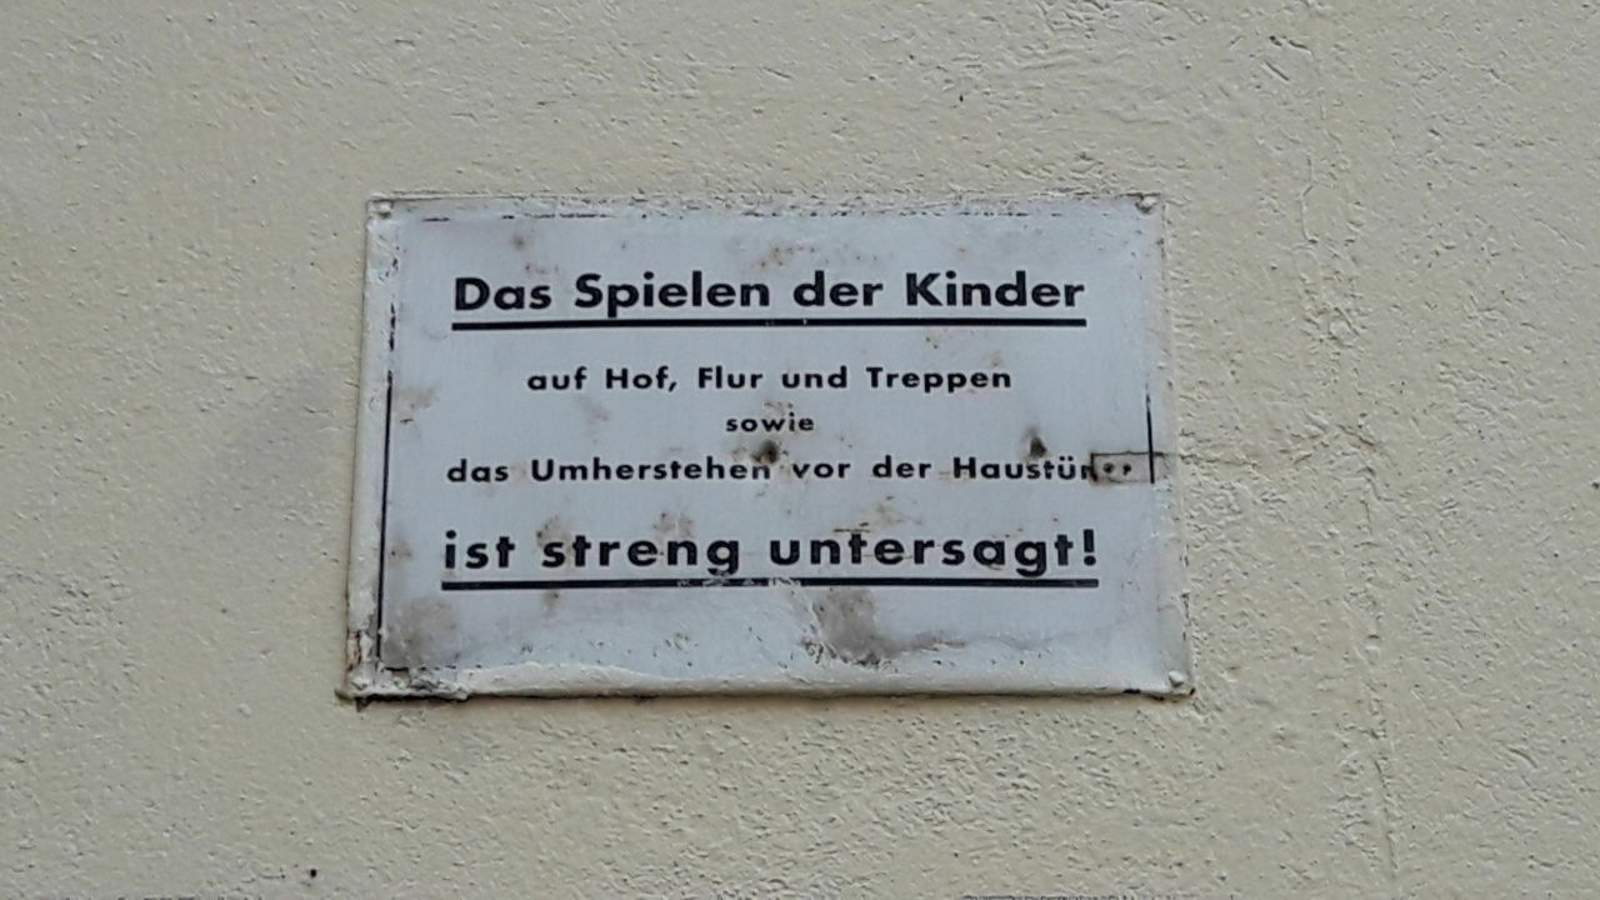 Das Spielen der Kinder
auf Hof, Flur und Treppen
sowie
das Umherstehen vor der Haustür
ist streng untersagt!